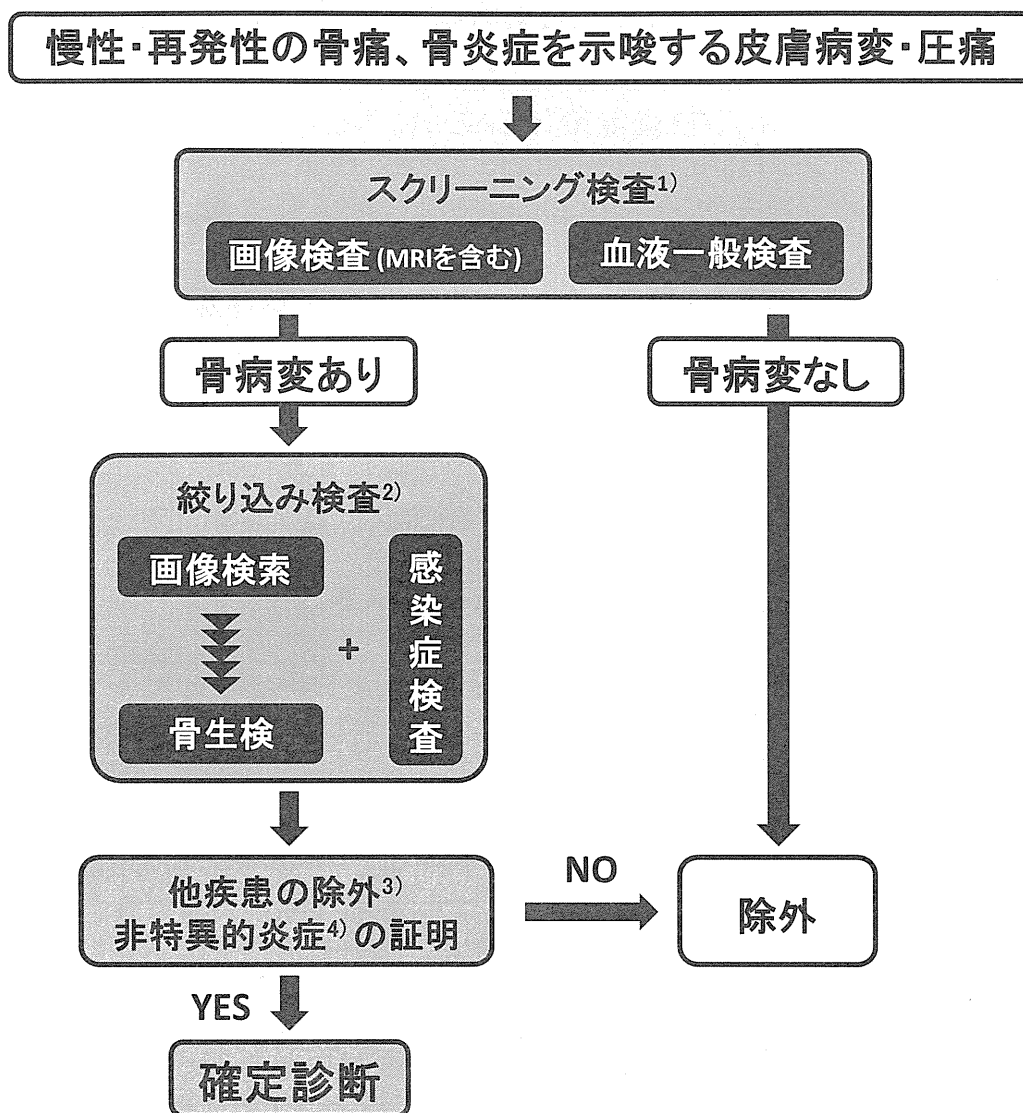 慢性・再発性の骨痛、骨炎症を示唆する皮膚病変・圧痛
スクリーニング検査1)
画像検査(MRIを含む)
血液一般検査
骨病変あり
骨病変なし
絞り込み検査2)
画像検索
+
感染症検査
骨生検
他疾患の除外3)
非特異的炎症4)の証明
NO
除外
YES
確定診断